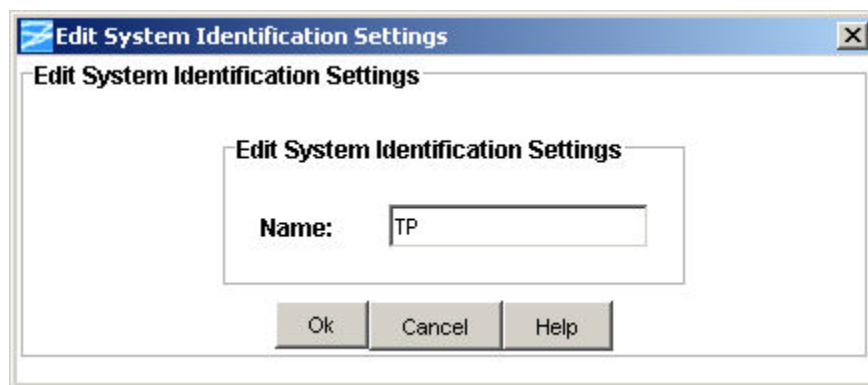 Edit System Identification Settings
Edit System Identification Settings
Edit System Identification Settings
Name: TP
Ok Cancel Help